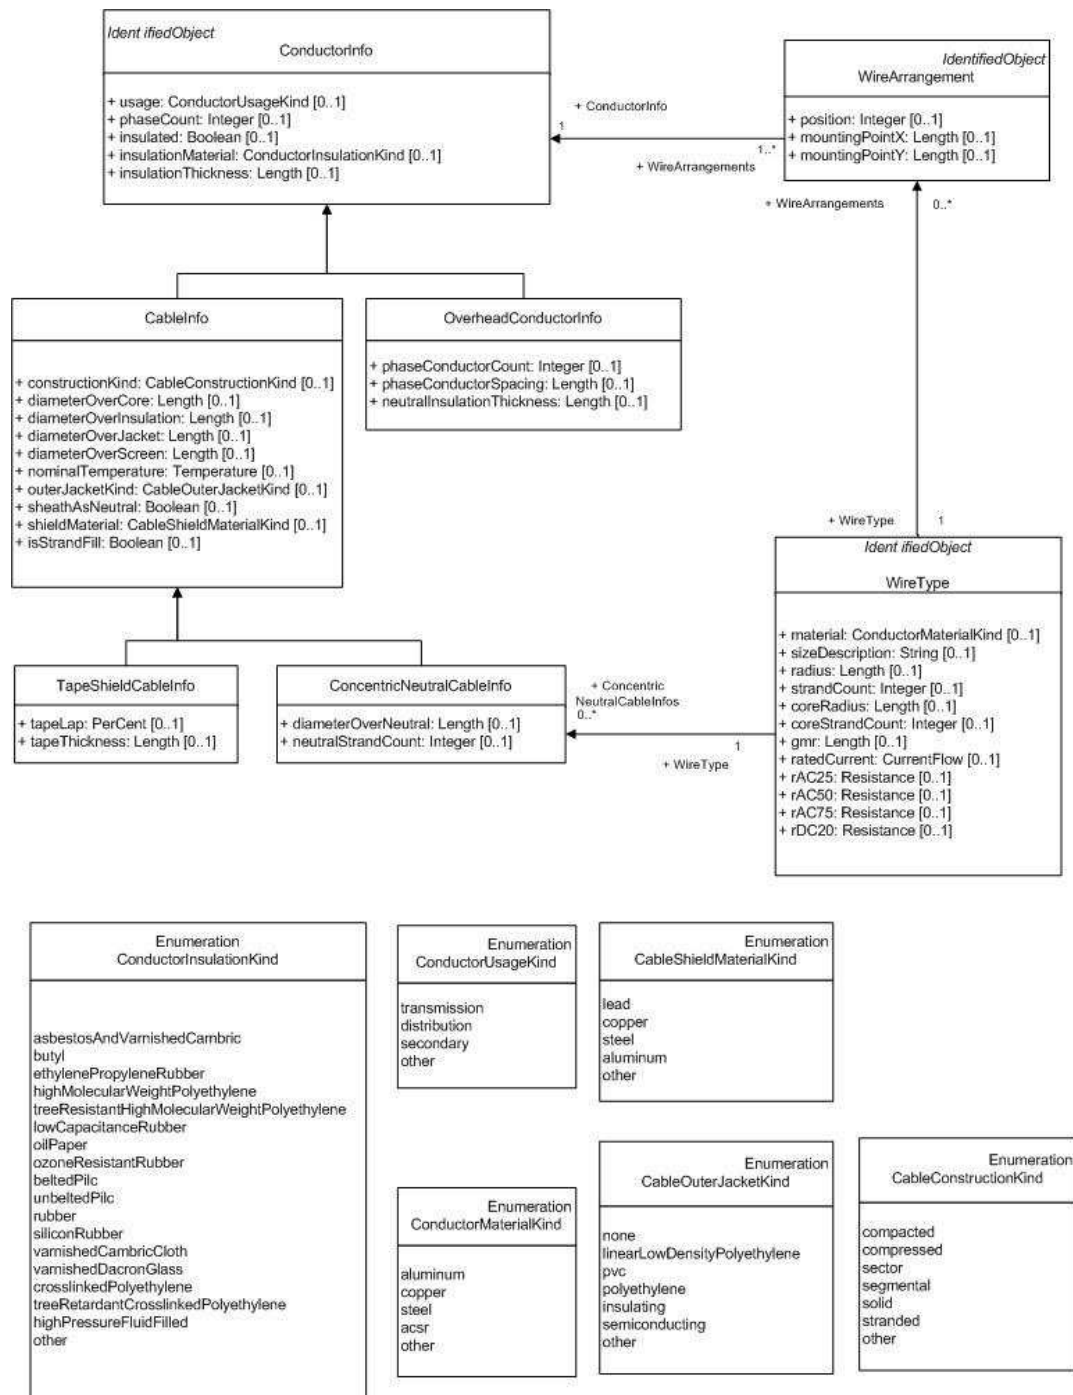 Ident ifiedObject
ConductorInfo
+ usage: ConductorUsageKind [0..1]
+ phaseCount: Integer [0..1]
+ insulated: Boolean [0..1]
+ insulationMaterial: ConductorInsulationKind [0..1]
+ insulationThickness: Length [0..1]
+ ConductorInfo
1
1..*
+ WireArrangements
IdentifiedObject
WireArrangement
+ position: Integer [0..1]
+ mountingPointX: Length [0..1]
+ mountingPointY: Length [0..1]
+ WireArrangements
0..*
CableInfo
+ constructionKind: CableConstructionKind [0..1]
+ diameterOverCore: Length [0..1]
+ diameterOverInsulation: Length [0..1]
+ diameterOverJacket: Length [0..1]
+ diameterOverScreen: Length [0..1]
+ nominalTemperature: Temperature [0..1]
+ outerJacketKind: CableOuterJacketKind [0..1]
+ sheathAsNeutral: Boolean [0..1]
+ shieldMaterial: CableShieldMaterialKind [0..1]
+ isStrandFill: Boolean [0..1]
OverheadConductorInfo
+ phaseConductorCount: Integer [0..1]
+ phaseConductorSpacing: Length [0..1]
+ neutralInsulationThickness: Length [0..1]
+ WireType
1
Ident ifiedObject
WireType
+ material: ConductorMaterialKind [0..1]
+ sizeDescription: String [0..1]
+ radius: Length [0..1]
+ strandCount: Integer [0..1]
+ coreRadius: Length [0..1]
+ coreStrandCount: Integer [0..1]
+ gmr: Length [0..1]
+ ratedCurrent: CurrentFlow [0..1]
+ rAC25: Resistance [0..1]
+ rAC50: Resistance [0..1]
+ rAC75: Resistance [0..1]
+ rDC20: Resistance [0..1]
TapeShieldCableInfo
+ tapeLap: PerCent [0..1]
+ tapeThickness: Length [0..1]
ConcentricNeutralCableInfo
+ diameterOverNeutral: Length [0..1]
+ neutralStrandCount: Integer [0..1]
+ Concentric
NeutralCableInfos
0..*
1
+ WireType
Enumeration
ConductorInsulationKind
asbestosAndVarnishedCambric
butyl
ethylenePropyleneRubber
highMolecularWeightPolyethylene
treeResistantHighMolecularWeightPolyethylene
lowCapacitanceRubber
oilPaper
ozoneResistantRubber
beltedPilc
unbeltedPilc
rubber
siliconRubber
varnishedCambricCloth
varnishedDacronGlass
crosslinkedPolyethylene
treeRetardantCrosslinkedPolyethylene
highPressureFluidFilled
other
Enumeration
ConductorUsageKind
transmission
distribution
secondary
other
Enumeration
CableShieldMaterialKind
lead
copper
steel
aluminum
other
Enumeration
ConductorMaterialKind
aluminum
copper
steel
acsr
other
Enumeration
CableOuterJacketKind
none
linearLowDensityPolyethylene
pvc
polyethylene
insulating
semiconducting
other
Enumeration
CableConstructionKind
compacted
compressed
sector
segmental
solid
stranded
other